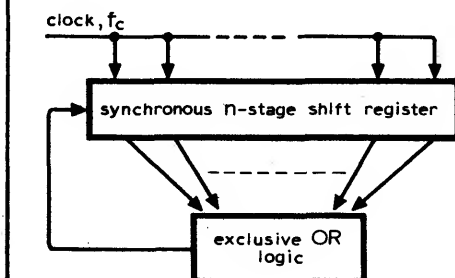 clock, fc
synchronous n-stage shift register
exclusive OR
logic